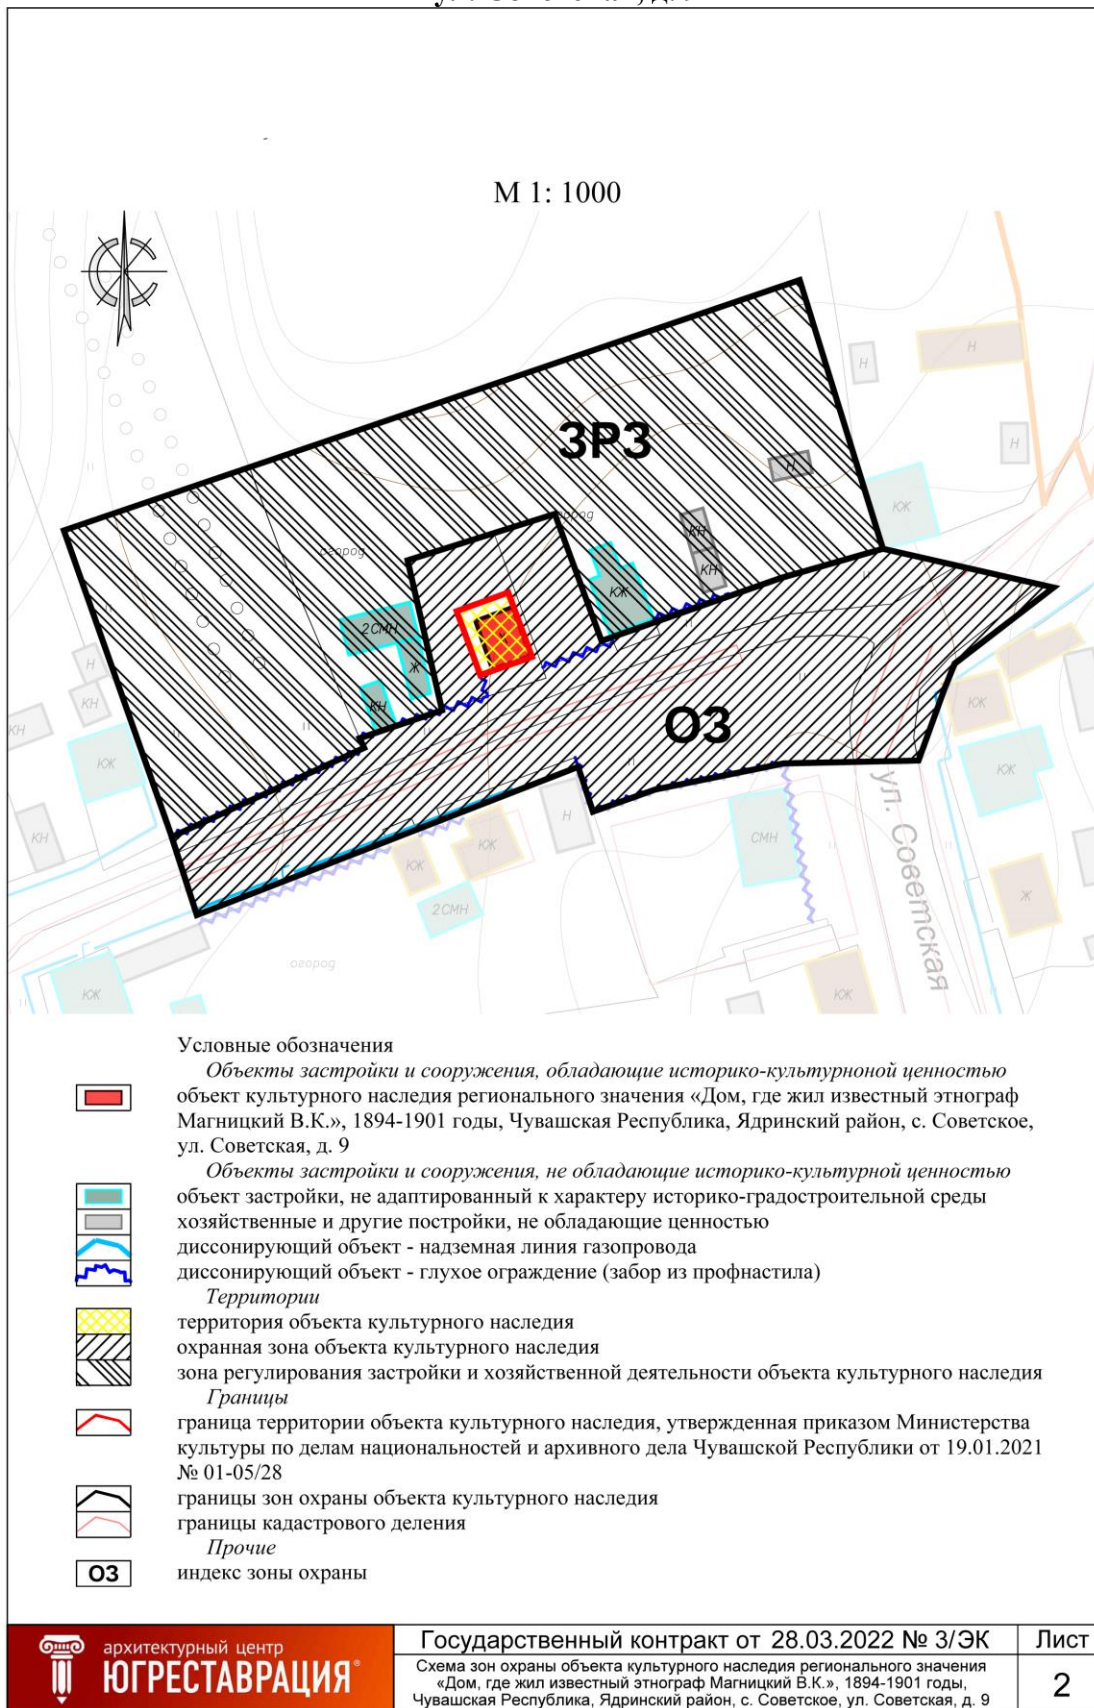 М 1: 1000
Н
Н
Н
ЗРЗ
Н
КЖ
огород
КН
огород
КН
КЖ
2СМН
Ж
Н
КН
КН
КН
КЖ
КЖ
ОЗ
КЖ
КН
Н
СМН
КЖ
КЖ
Ж
2СМН
ул. Советская
огород
КЖ
КЖ
Условные обозначения
Объекты застройки и сооружения, обладающие историко-культурноной ценностью
объект культурного наследия регионального значения «Дом, где жил известный этнограф
Магницкий В.К.», 1894-1901 годы, Чувашская Республика, Ядринский район, с. Советское,
ул. Советская, д. 9
Объекты застройки и сооружения, не обладающие историко-культурной ценностью
объект застройки, не адаптированный к характеру историко-градостроительной среды
хозяйственные и другие постройки, не обладающие ценностью
диссонирующий объект - надземная линия газопровода
диссонирующий объект - глухое ограждение (забор из профнастила)
Территории
территория объекта культурного наследия
охранная зона объекта культурного наследия
зона регулирования застройки и хозяйственной деятельности объекта культурного наследия
Границы
граница территории объекта культурного наследия, утвержденная приказом Министерства
культуры по делам национальностей и архивного дела Чувашской Республики от 19.01.2021
№ 01-05/28
границы зон охраны объекта культурного наследия
границы кадастрового деления
Прочие
ОЗ индекс зоны охраны
архитектурный центр
ЮГРЕСТАВРАЦИЯ®
Государственный контракт от 28.03.2022 № 3/ЭК
Схема зон охраны объекта культурного наследия регионального значения
«Дом, где жил известный этнограф Магницкий В.К.», 1894-1901 годы,
Чувашская Республика, Ядринский район, с. Советское, ул. Советская, д. 9
Лист
2